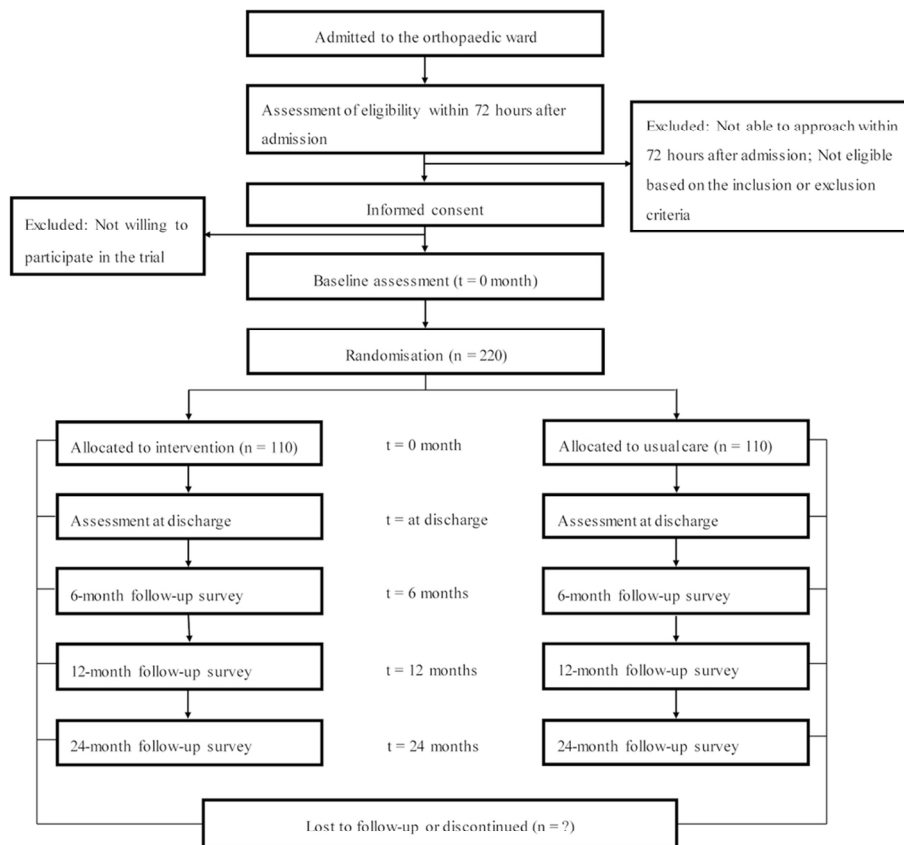 Admitted to the orthopaedic ward
Assessment of eligibility within 72 hours after
admission
Excluded: Not able to approach within
72 hours after admission; Not eligible
based on the inclusion or exclusion
criteria
Informed consent
Excluded: Not willing to
participate in the trial
Baseline assessment (t = 0 month)
Randomisation (n = 220)
Allocated to intervention (n = 110)
t = 0 month
Allocated to usual care (n = 110)
Assessment at discharge
t = at discharge
Assessment at discharge
6-month follow-up survey
t = 6 months
6-month follow-up survey
12-month follow-up survey
t = 12 months
12-month follow-up survey
24-month follow-up survey
t = 24 months
24-month follow-up survey
Lost to follow-up or discontinued (n = ?)